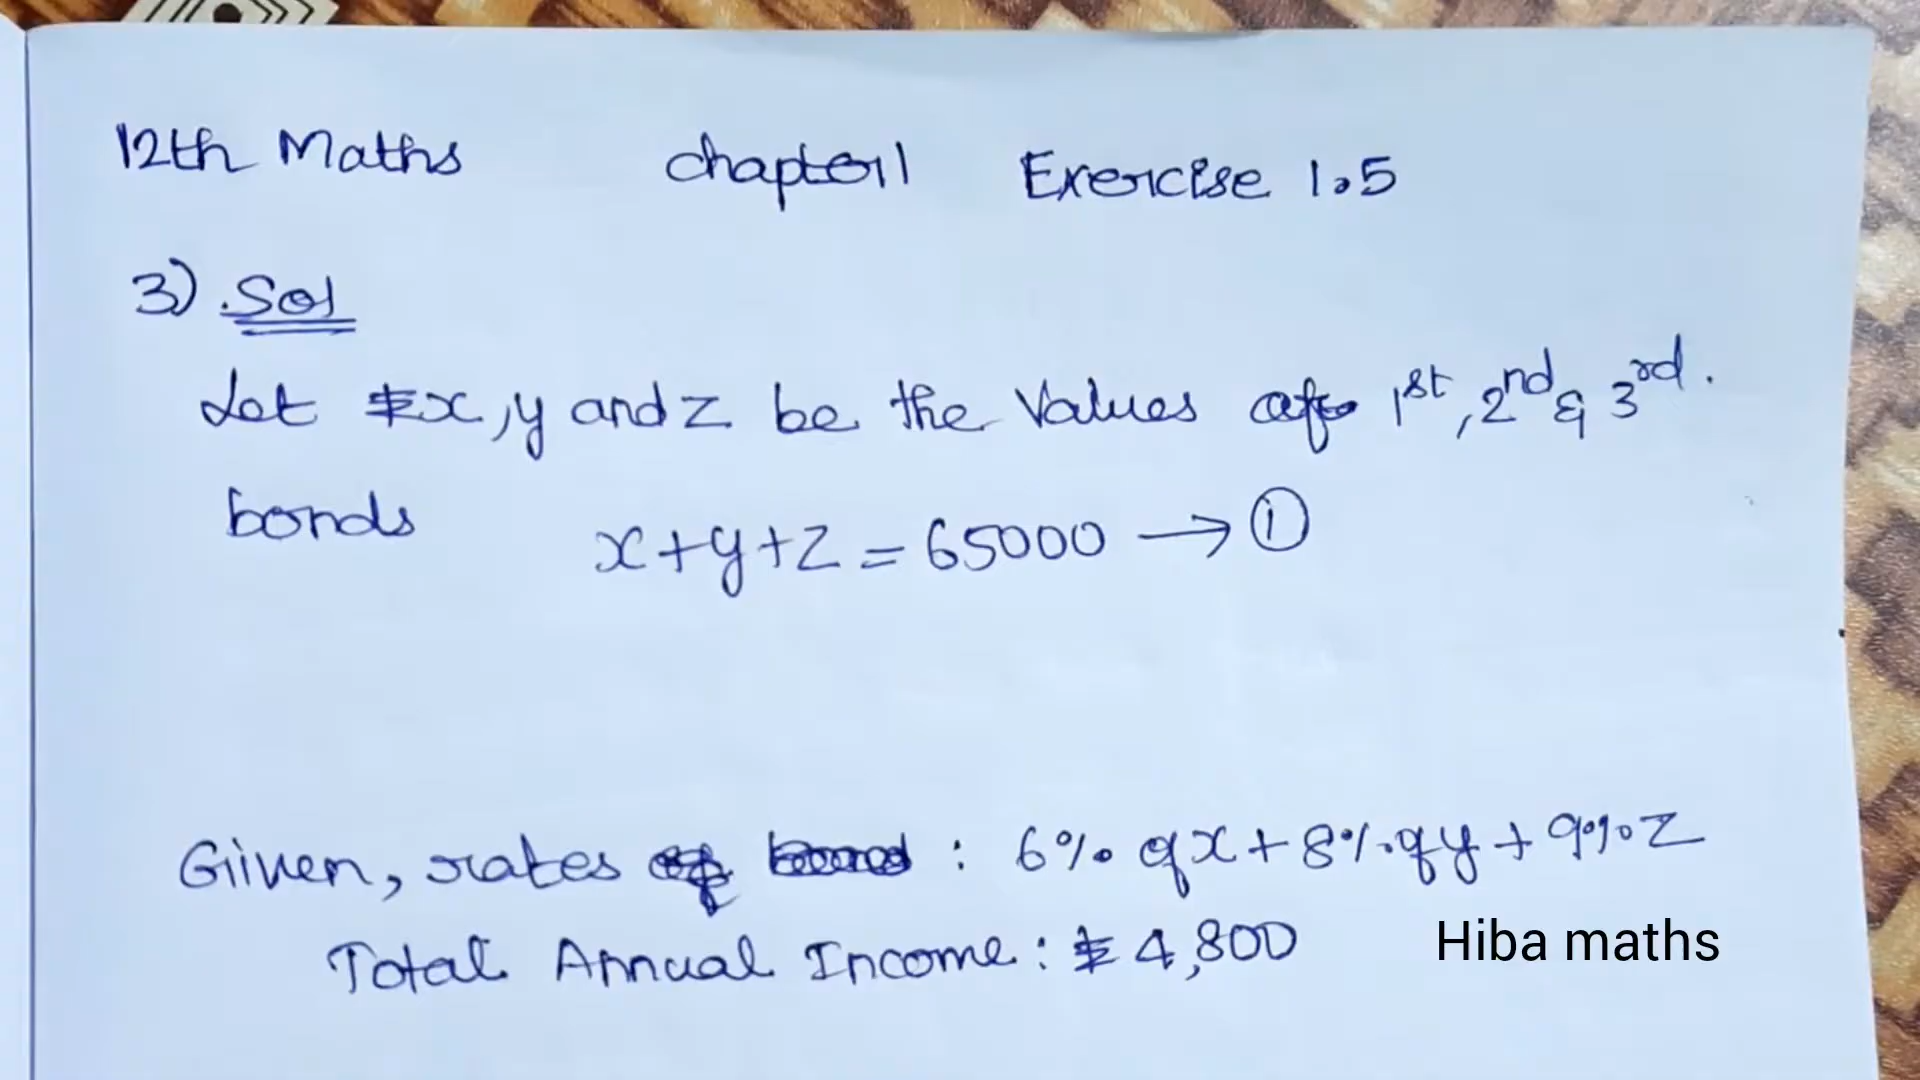 12th Maths chapter 1 Exercise 1.5
3) Sol
Let ₹x, y and z be the values of 1st, 2nd & 3rd.
bonds x+y+z = 65000 → ①
Given, rates : 6% of x + 8% of y + 9% z
Total Annual Income : ₹ 4,800
Hiba maths